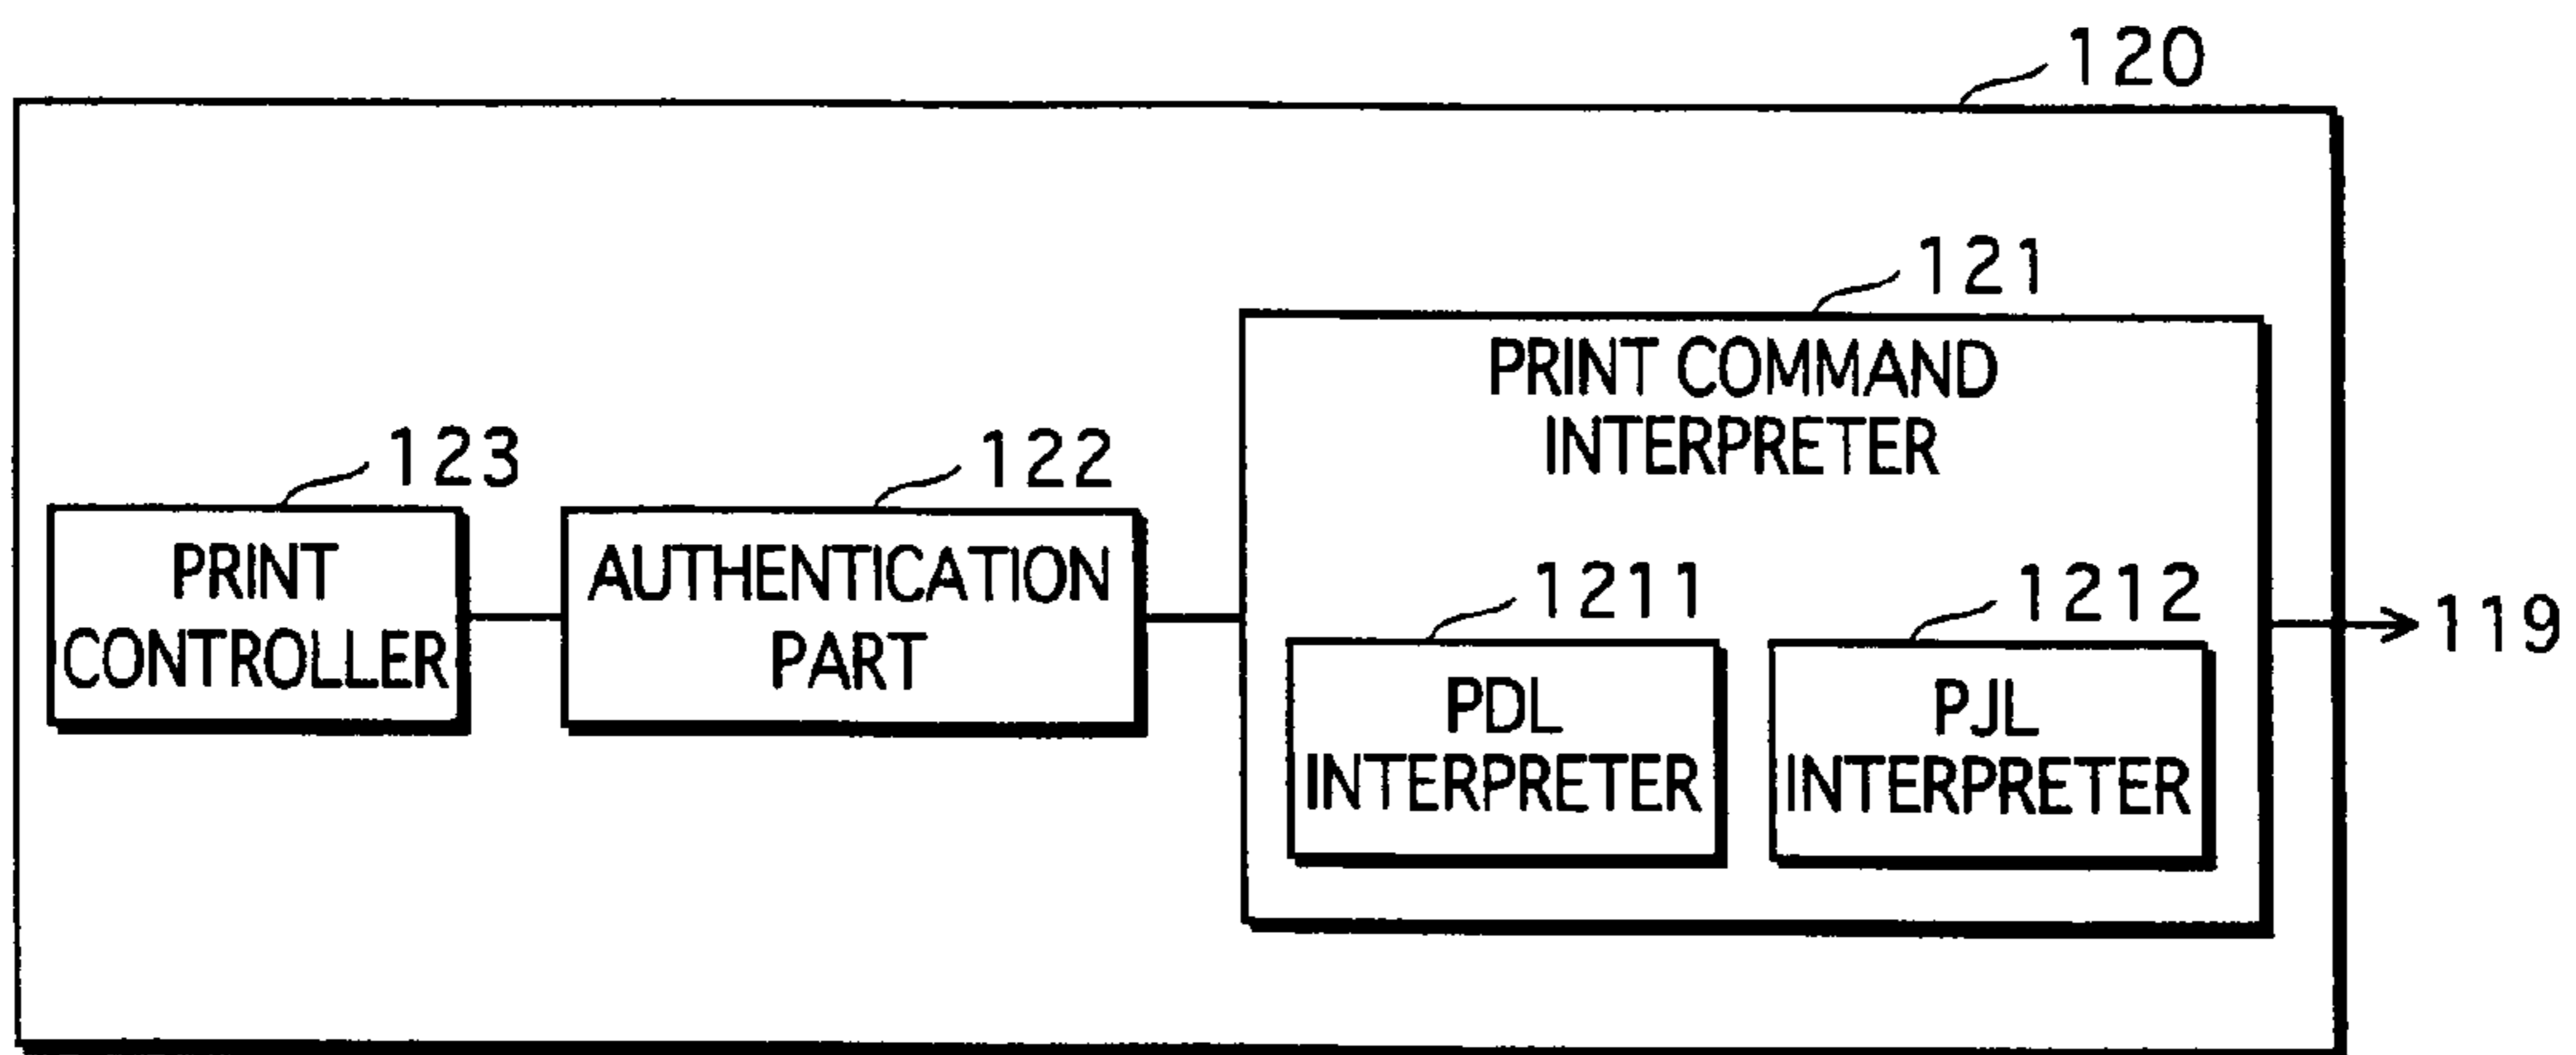 120
121
PRINT COMMAND
INTERPRETER
123
122
PRINT
CONTROLLER
AUTHENTICATION
PART
1211
1212
PDL
INTERPRETER
PJL
INTERPRETER
119